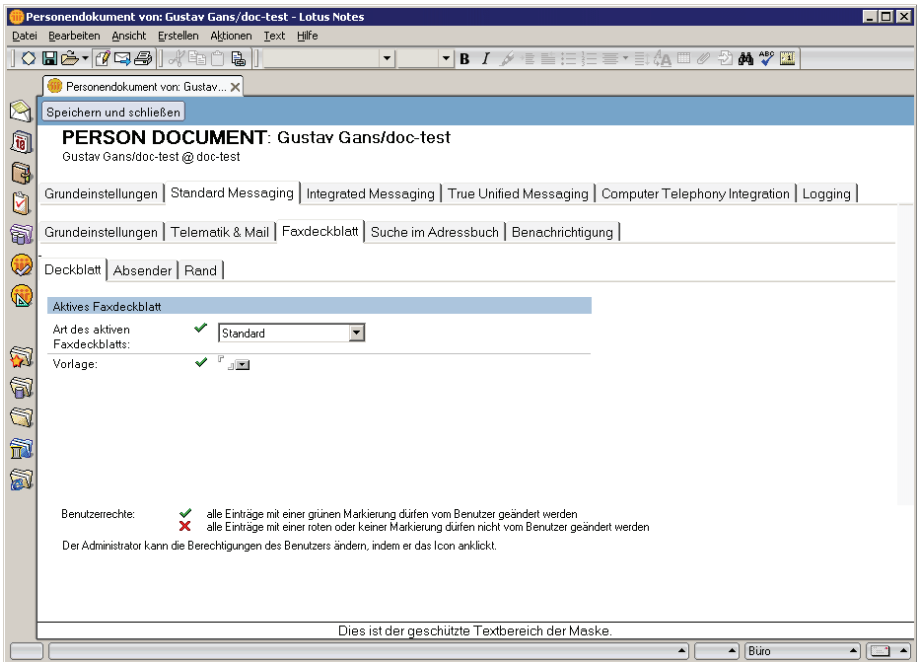 Personendokument von: Gustav Gans/doc-test - Lotus Notes
Datei Bearbeiten Ansicht Erstellen Aktionen Text Hilfe
B I
Personendokument von: Gustav...
Speichern und schließen
PERSON DOCUMENT: Gustav Gans/doc-test
Gustav Gans/doc-test @ doc-test
Grundeinstellungen Standard Messaging Integrated Messaging True Unified Messaging Computer Telephony Integration Logging
Grundeinstellungen Telematik & Mail Faxdeckblatt Suche im Adressbuch Benachrichtigung
Deckblatt Absender Rand
Aktives Faxdeckblatt
Art des aktiven Faxdeckblatts: Standard
Vorlage:
Benutzerrechte: alle Einträge mit einer grünen Markierung dürfen vom Benutzer geändert werden
alle Einträge mit einer roten oder keiner Markierung dürfen nicht vom Benutzer geändert werden
Der Administrator kann die Berechtigungen des Benutzers ändern, indem er das Icon anklickt.
Dies ist der geschützte Textbereich der Maske.
Büro